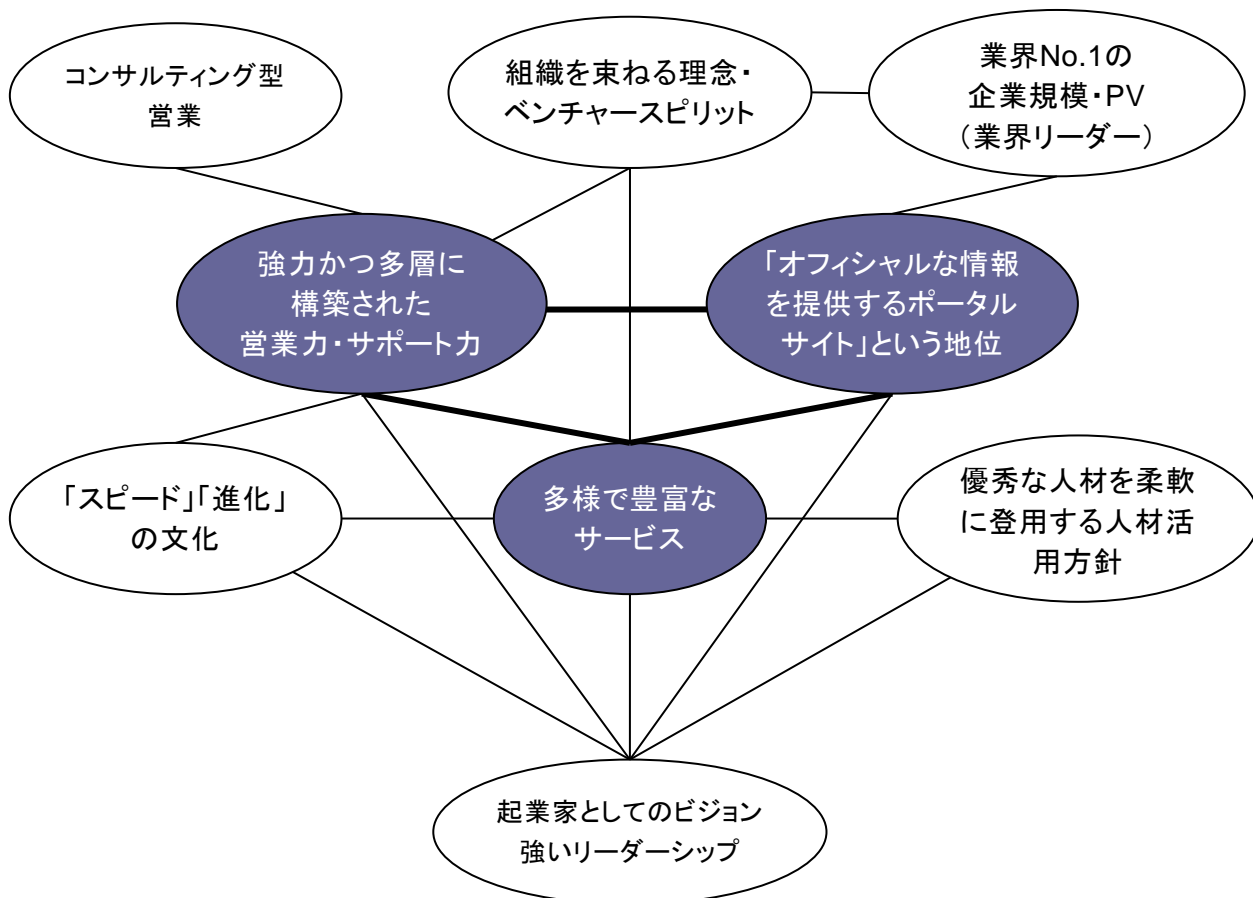 コンサルティング型
営業
組織を束ねる理念・
ベンチャースピリット
業界No.1の
企業規模・PV
（業界リーダー）
強力かつ多層に
構築された
営業力・サポート力
「オフィシャルな情報
を提供するポータル
サイト」という地位
「スピード」「進化」
の文化
多様で豊富な
サービス
優秀な人材を柔軟
に登用する人材活
用方針
起業家としてのビジョン
強いリーダーシップ